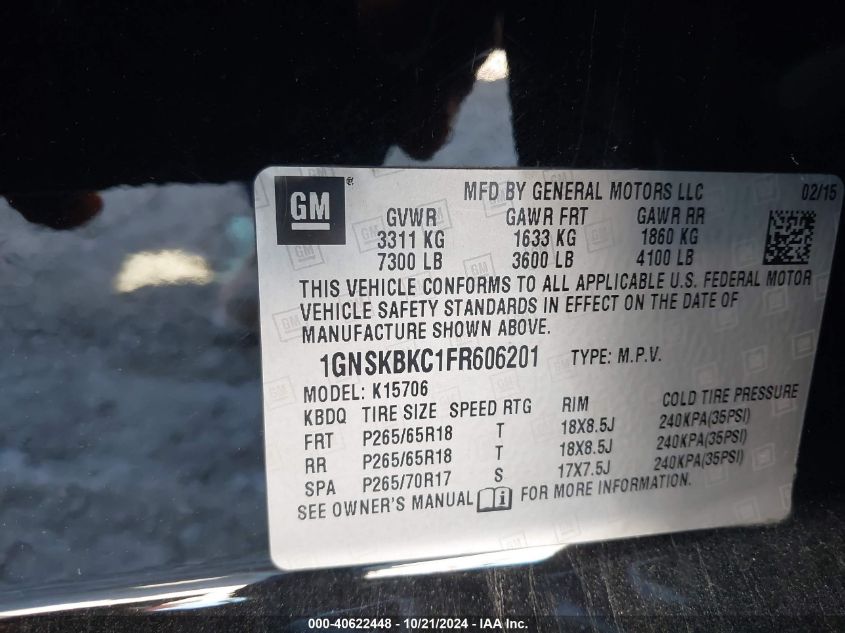 GM®
MFD BY GENERAL MOTORS LLC 02/15
GVWR GAWR FRT GAWR RR
3311 KG 1633 KG 1860 KG
7300 LB 3600 LB 4100 LB
THIS VEHICLE CONFORMS TO ALL APPLICABLE U.S. FEDERAL MOTOR
VEHICLE SAFETY STANDARDS IN EFFECT ON THE DATE OF
MANUFACTURE SHOWN ABOVE.
1GNSKBKC1FR606201 TYPE: M.P.V.
MODEL: K15706
KBDQ TIRE SIZE SPEED RTG RIM COLD TIRE PRESSURE
FRT P265/65R18 T 18X8.5J 240KPA(35PSI)
RR P265/65R18 T 18X8.5J 240KPA(35PSI)
SPA P265/70R17 S 17X7.5J 240KPA(35PSI)
SEE OWNER'S MANUAL FOR MORE INFORMATION.
000-40622448 - 10/21/2024 - IAA Inc.